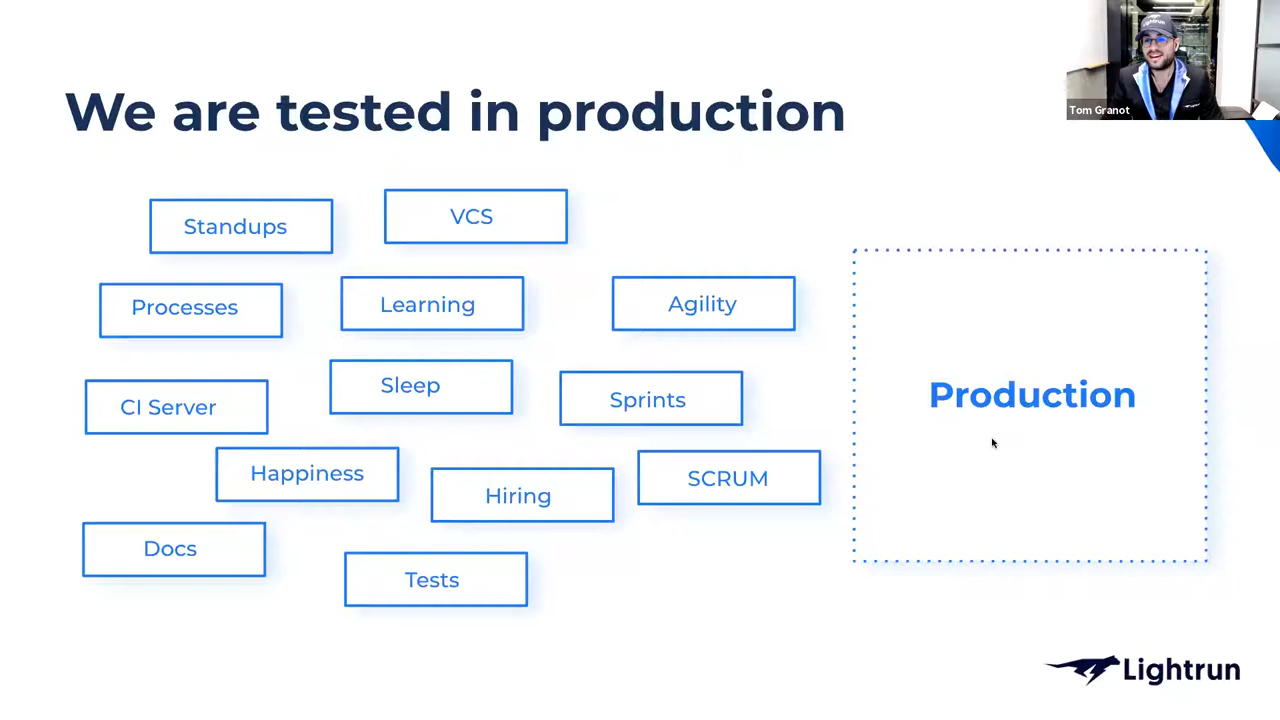 Lightrun
Tom Granot
We are tested in production
Standups
VCS
Processes
Learning
Agility
CI Server
Sleep
Sprints
Happiness
Hiring
SCRUM
Docs
Tests
Production
Lightrun